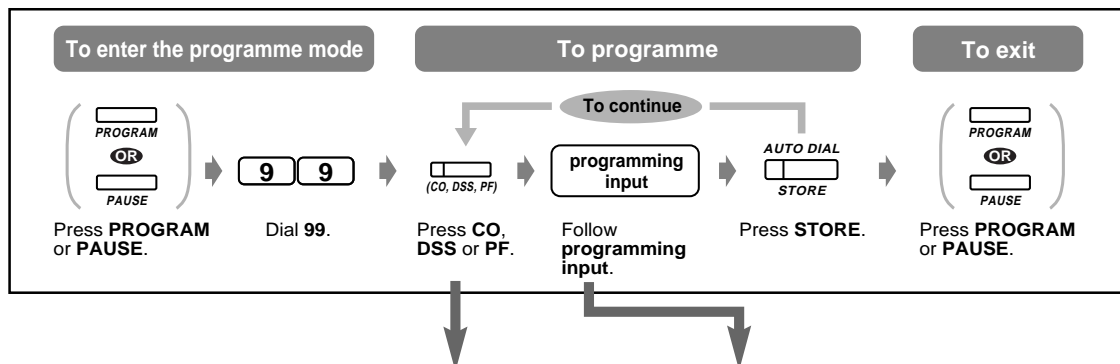 To enter the programme mode
To programme
To exit
To continue
PROGRAM
OR
PAUSE
9 9
(CO, DSS, PF)
programming
input
AUTO DIAL
STORE
PROGRAM
OR
PAUSE
Press PROGRAM
or PAUSE.
Dial 99.
Press CO,
DSS or PF.
Follow
programming
input.
Press STORE.
Press PROGRAM
or PAUSE.